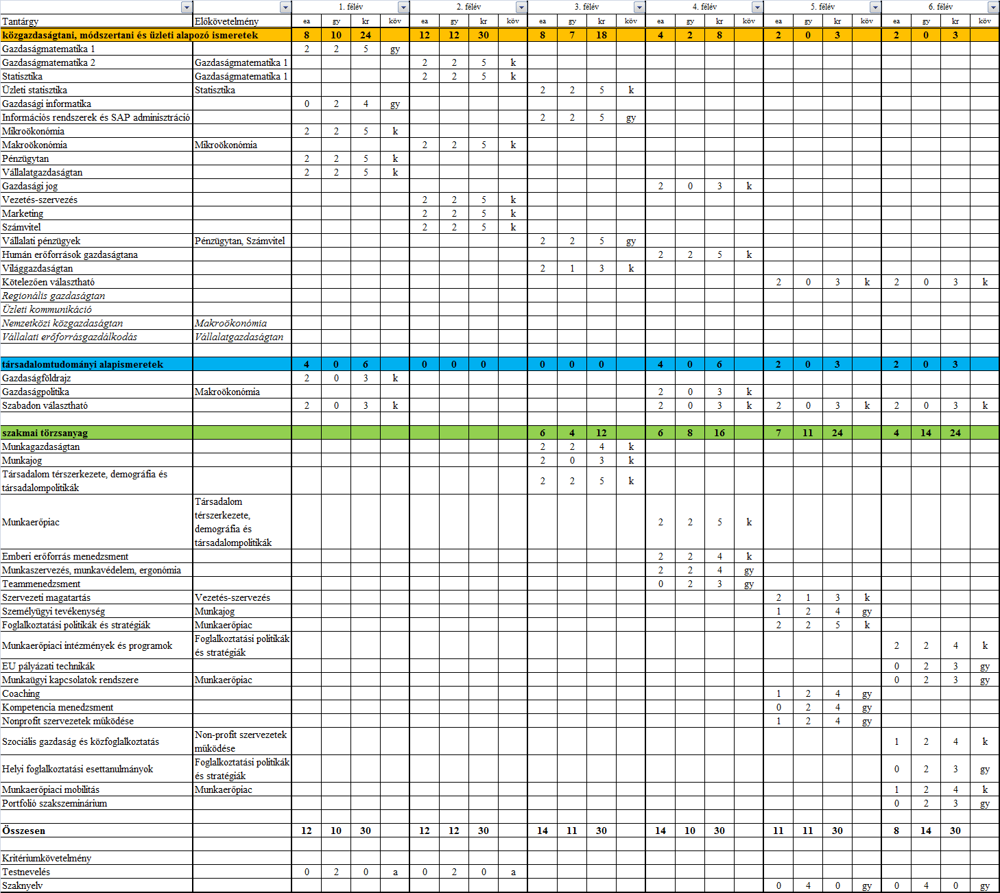 1. félév 2. félév 3. félév 4. félév 5. félév 6. félév
Tantárgy Előkövetelmény ea gy kr köv ea gy kr köv ea gy kr köv ea gy kr köv ea gy kr köv ea gy kr köv
közgazdaságtani, módszertani és üzleti alapozó ismeretek 8 10 24 12 12 30 8 7 18 4 2 8 2 0 3 2 0 3
Gazdaságmatematika 1 2 2 5 gy
Gazdaságmatematika 2 Gazdaságmatematika 1 2 2 5 k
Statisztika Gazdaságmatematika 1 2 2 5 k
Üzleti statisztika Statisztika 2 2 5 k
Gazdasági informatika 0 2 4 gy
Információs rendszerek és SAP adminisztráció 2 2 5 gy
Mikroökonómia 2 2 5 k
Makroökonómia Mikroökonómia 2 2 5 k
Pénzügytan 2 2 5 k
Vállalatgazdaságtan 2 2 5 k
Gazdasági jog 2 0 3 k
Vezetés-szervezés 2 2 5 k
Marketing 2 2 5 k
Számvitel 2 2 5 k
Vállalati pénzügyek Pénzügytan, Számvitel 2 2 5 gy
Humán erőforrások gazdaságtana 2 2 5 k
Világgazdaságtan 2 1 3 k
Kötelezően választható 2 0 3 k 2 0 3 k
Regionális gazdaságtan
Üzleti kommunikáció
Nemzetközi közgazdaságtan Makroökonómia
Vállalati erőforrásgazdálkodás Vállalatgazdaságtan
társadalomtudományi alapismeretek 4 0 6 0 0 0 0 0 0 4 0 6 2 0 3 2 0 3
Gazdaságföldrajz 2 0 3 k
Gazdaságpolitika Makroökonómia 2 0 3 k
Szabadon választható 2 0 3 k 2 0 3 k 2 0 3 k 2 0 3 k
szakmai törzsanyag 6 4 12 6 8 16 7 11 24 4 14 24
Munkagazdaságtan 2 2 4 k
Munkajog 2 0 3 k
Társadalom térszerkezete, demográfia és
társadalompolitikák 2 2 5 k
Munkaerőpiac Társadalom
térszerkezete,
demográfia és
társadalompolitikák 2 2 5 k
Emberi erőforrás menedzsment 2 2 4 k
Munkaszervezés, munkavédelem, ergonómia 2 2 4 gy
Teammenedzsment 0 2 3 gy
Szervezeti magatartás Vezetés-szervezés 2 1 3 k
Személyügyi tevékenység Munkajog 1 2 4 gy
Foglalkoztatási politikák és stratégiák Munkaerőpiac 2 2 5 k
Munkaerőpiaci intézmények és programok Foglalkoztatási politikák
és stratégiák 2 2 4 k
EU pályázati technikák 0 2 3 gy
Munkaügyi kapcsolatok rendszere Munkaerőpiac 0 2 3 gy
Coaching 1 2 4 gy
Kompetencia menedzsment 0 2 4 gy
Nonprofit szervezetek működése 1 2 4 gy
Szociális gazdaság és közfoglalkoztatás Non-profit szervezetek
működése 1 2 4 k
Helyi foglalkoztatási esettanulmányok Foglalkoztatási politikák
és stratégiák 0 2 3 gy
Munkaerőpiaci mobilitás Munkaerőpiac 1 2 4 k
Portfolió szakszeminárium 0 2 3 gy
Összesen 12 10 30 12 12 30 14 11 30 14 10 30 11 11 30 8 14 30
Kritériumkövetelmény
Testnevelés 0 2 0 a 0 2 0 a
Szaknyelv 0 4 0 gy 0 4 0 gy